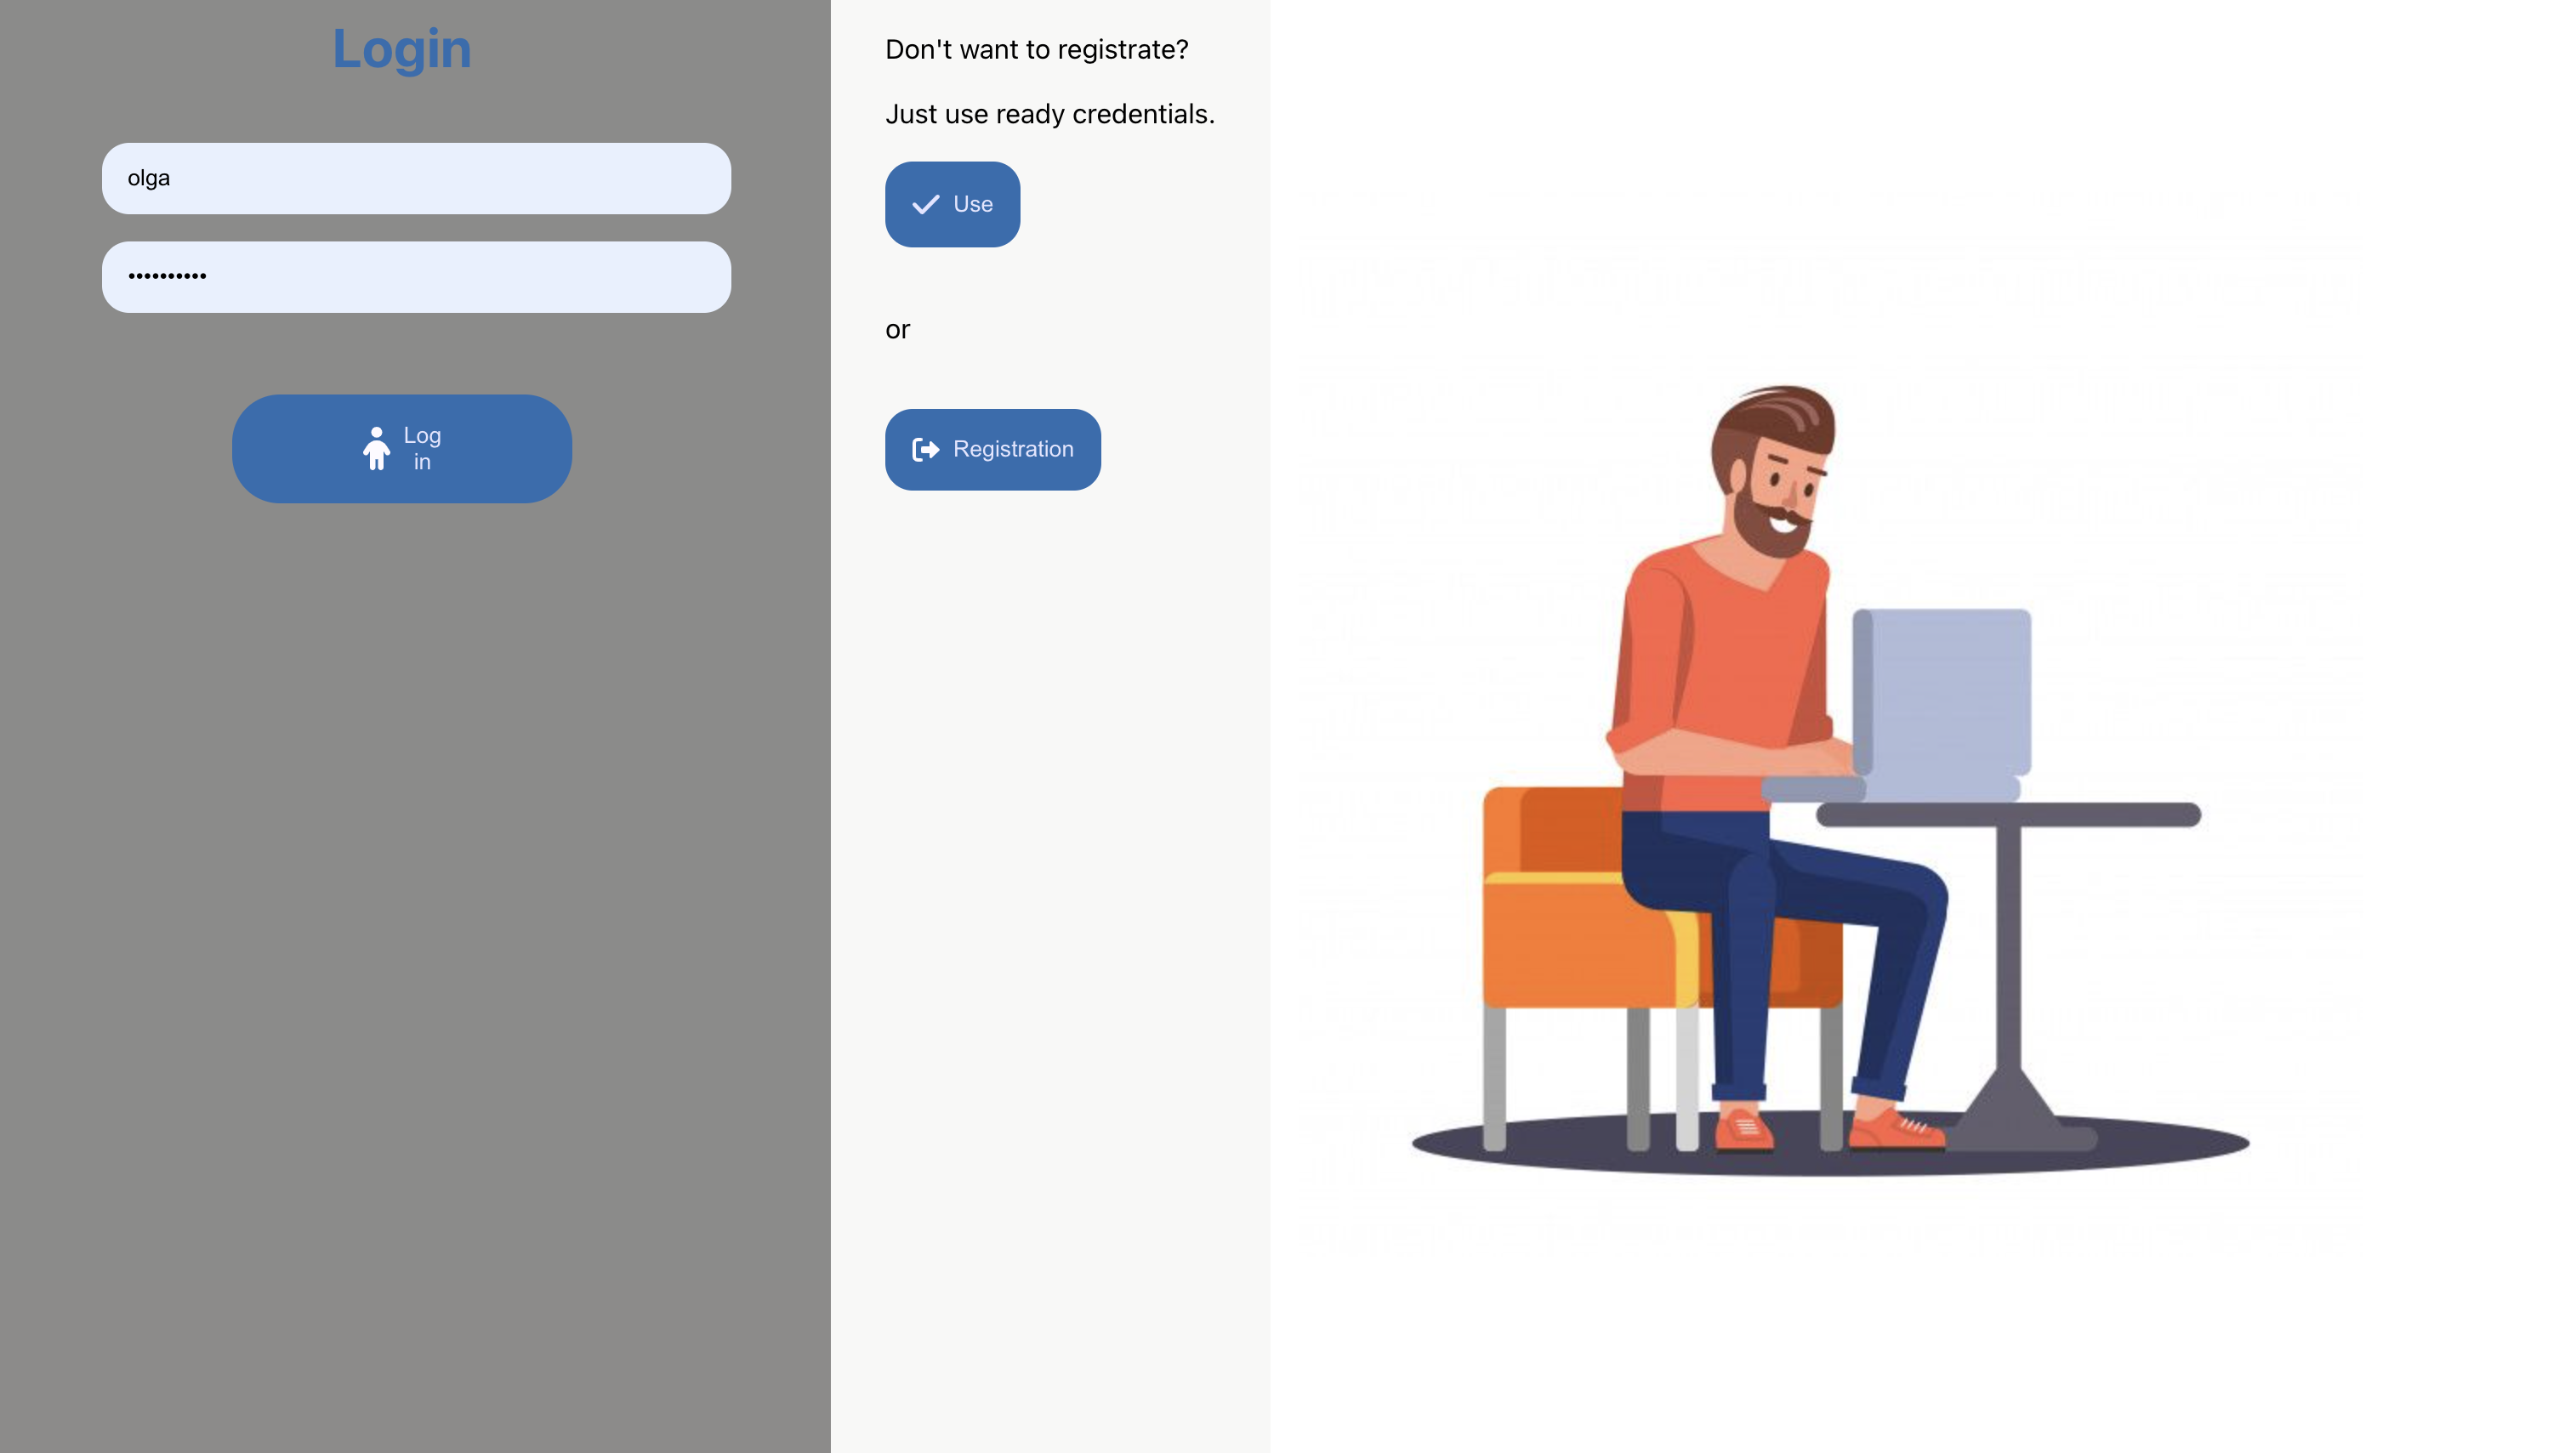 Login
olga
••••••••••
Log
in
Don't want to registrate?
Just use ready credentials.
Use
or
Registration